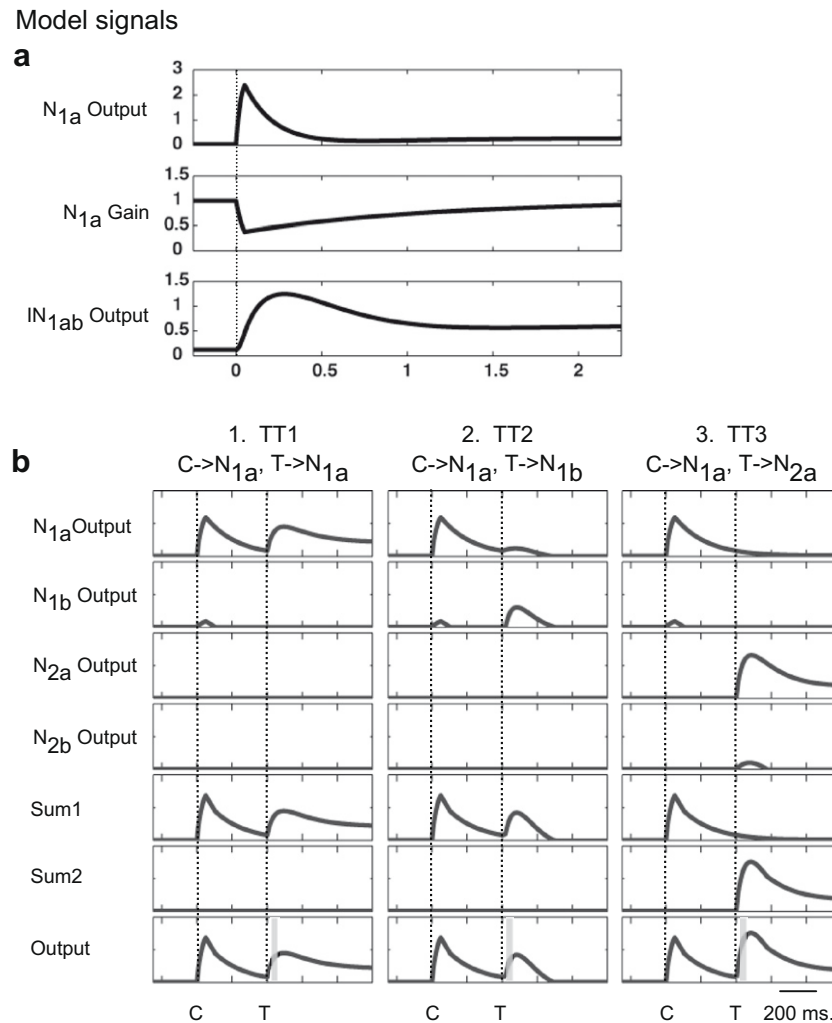 Model signals
a
N1a Output
3
2
1
0
N1a Gain
1.5
1
0.5
0
IN1ab Output
1.5
1
0.5
0
0 0.5 1 1.5 2
b
1. TT1 2. TT2 3. TT3
C->N1a, T->N1a C->N1a, T->N1b C->N1a, T->N2a
N1aOutput
N1b Output
N2a Output
N2b Output
Sum1
Sum2
Output
C T C T C T 200 ms.